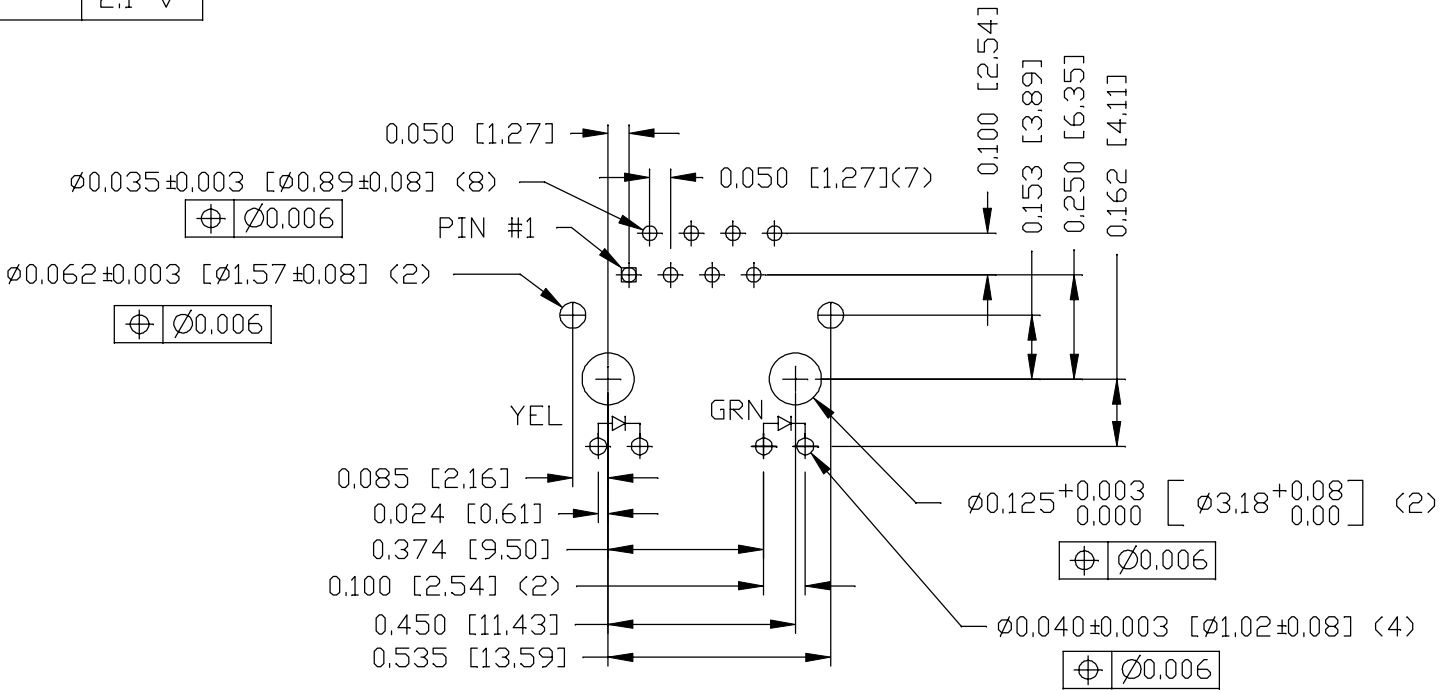 2.1 V
0.100 [2.54]
0.153 [3.89]
0.250 [6.35]
0.162 [4.11]
0.050 [1.27]
Ø0.035±0.003 [Ø0.89±0.08] (8)
0.050 [1.27](7)
⌖ Ø0.006
PIN #1
Ø0.062±0.003 [Ø1.57±0.08] (2)
⌖ Ø0.006
YEL
GRN
0.085 [2.16]
0.024 [0.61]
0.374 [9.50]
0.100 [2.54] (2)
0.450 [11.43]
0.535 [13.59]
Ø0.125 +0.003 0.000 [ Ø3.18 +0.08 0.00 ] (2)
⌖ Ø0.006
Ø0.040±0.003 [Ø1.02±0.08] (4)
⌖ Ø0.006